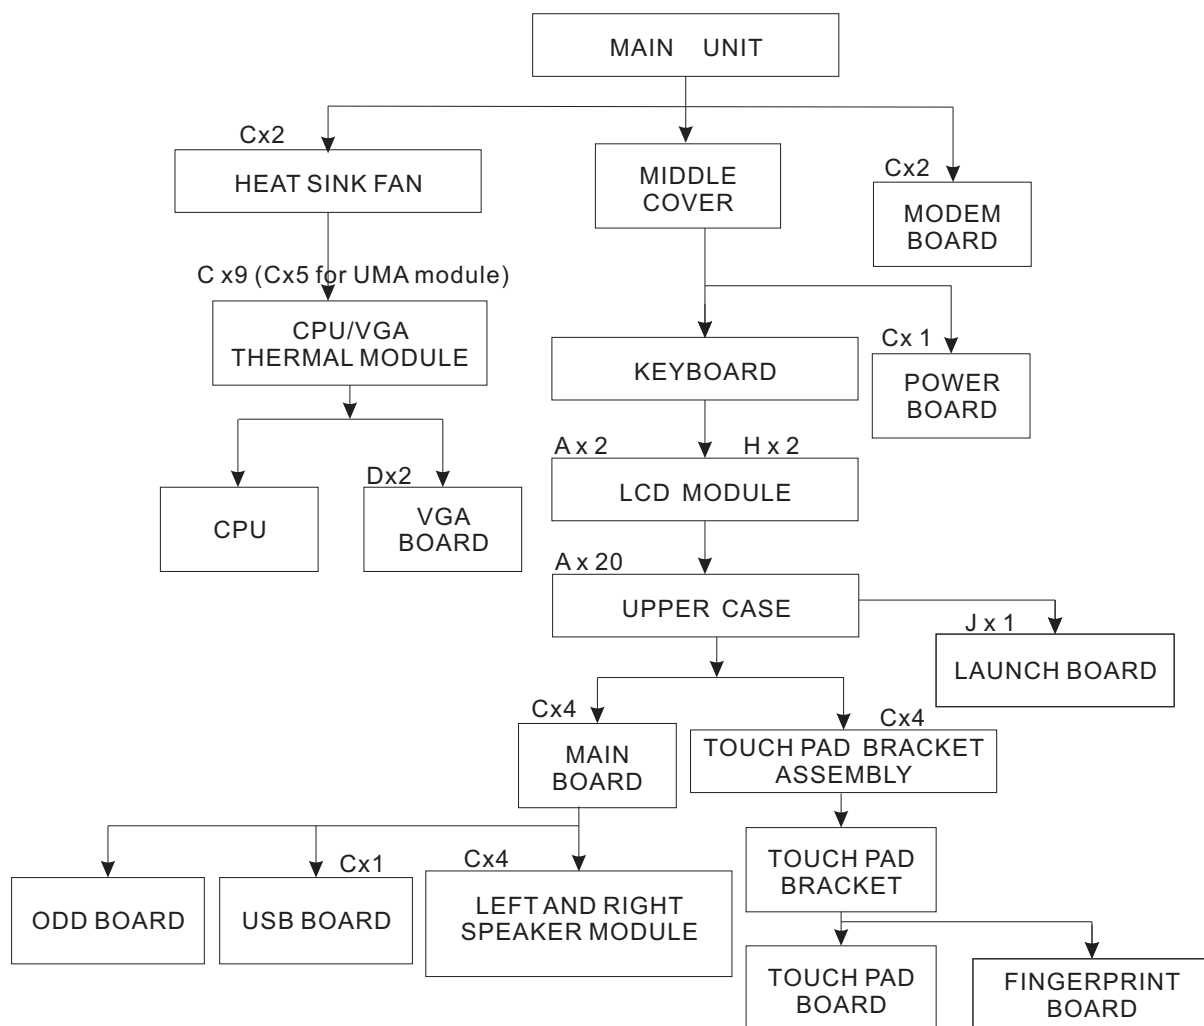 MAIN UNIT
Cx2
HEAT SINK FAN
MIDDLE
COVER
Cx2
MODEM
BOARD
C x9 (Cx5 for UMA module)
CPU/VGA
THERMAL MODULE
KEYBOARD
Cx 1
POWER
BOARD
A x 2
H x 2
LCD MODULE
CPU
Dx2
VGA
BOARD
A x 20
UPPER CASE
J x 1
LAUNCH BOARD
Cx4
MAIN
BOARD
Cx4
TOUCH PAD BRACKET
ASSEMBLY
ODD BOARD
Cx1
USB BOARD
Cx4
LEFT AND RIGHT
SPEAKER MODULE
TOUCH PAD
BRACKET
TOUCH PAD
BOARD
FINGERPRINT
BOARD